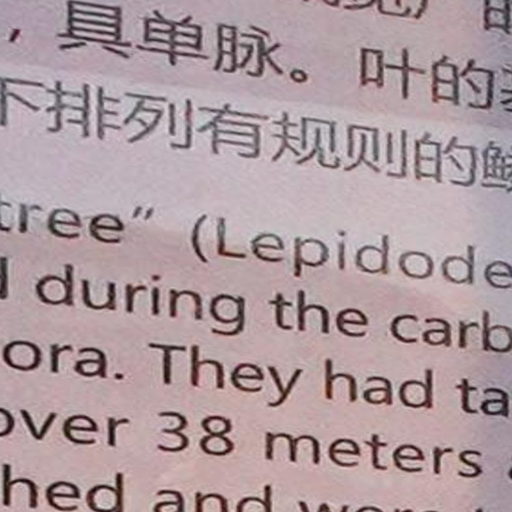 ，具单脉。叶的
下排列有规则的
tree” (Lepidode
during the carb
ora. They had ta
over 38 meters
hed and